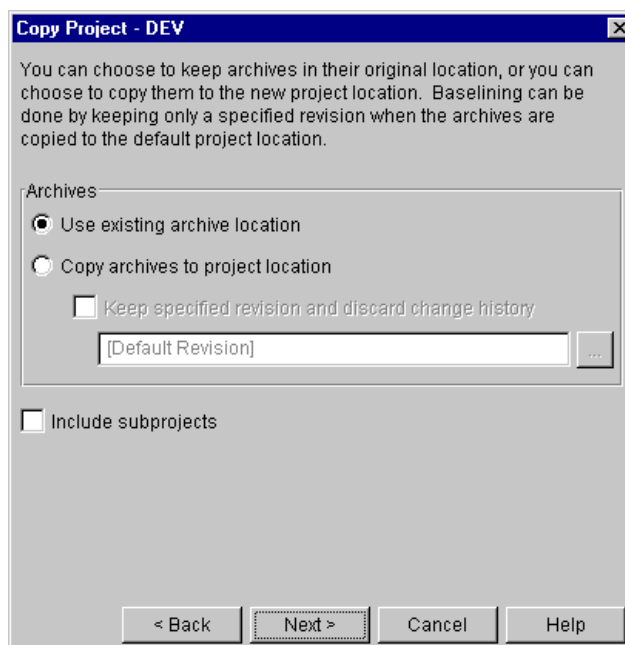 Copy Project - DEV
You can choose to keep archives in their original location, or you can
choose to copy them to the new project location.  Baselining can be
done by keeping only a specified revision when the archives are
copied to the default project location.
Archives
Use existing archive location
Copy archives to project location
Keep specified revision and discard change history
[Default Revision]
...
Include subprojects
< Back
Next >
Cancel
Help